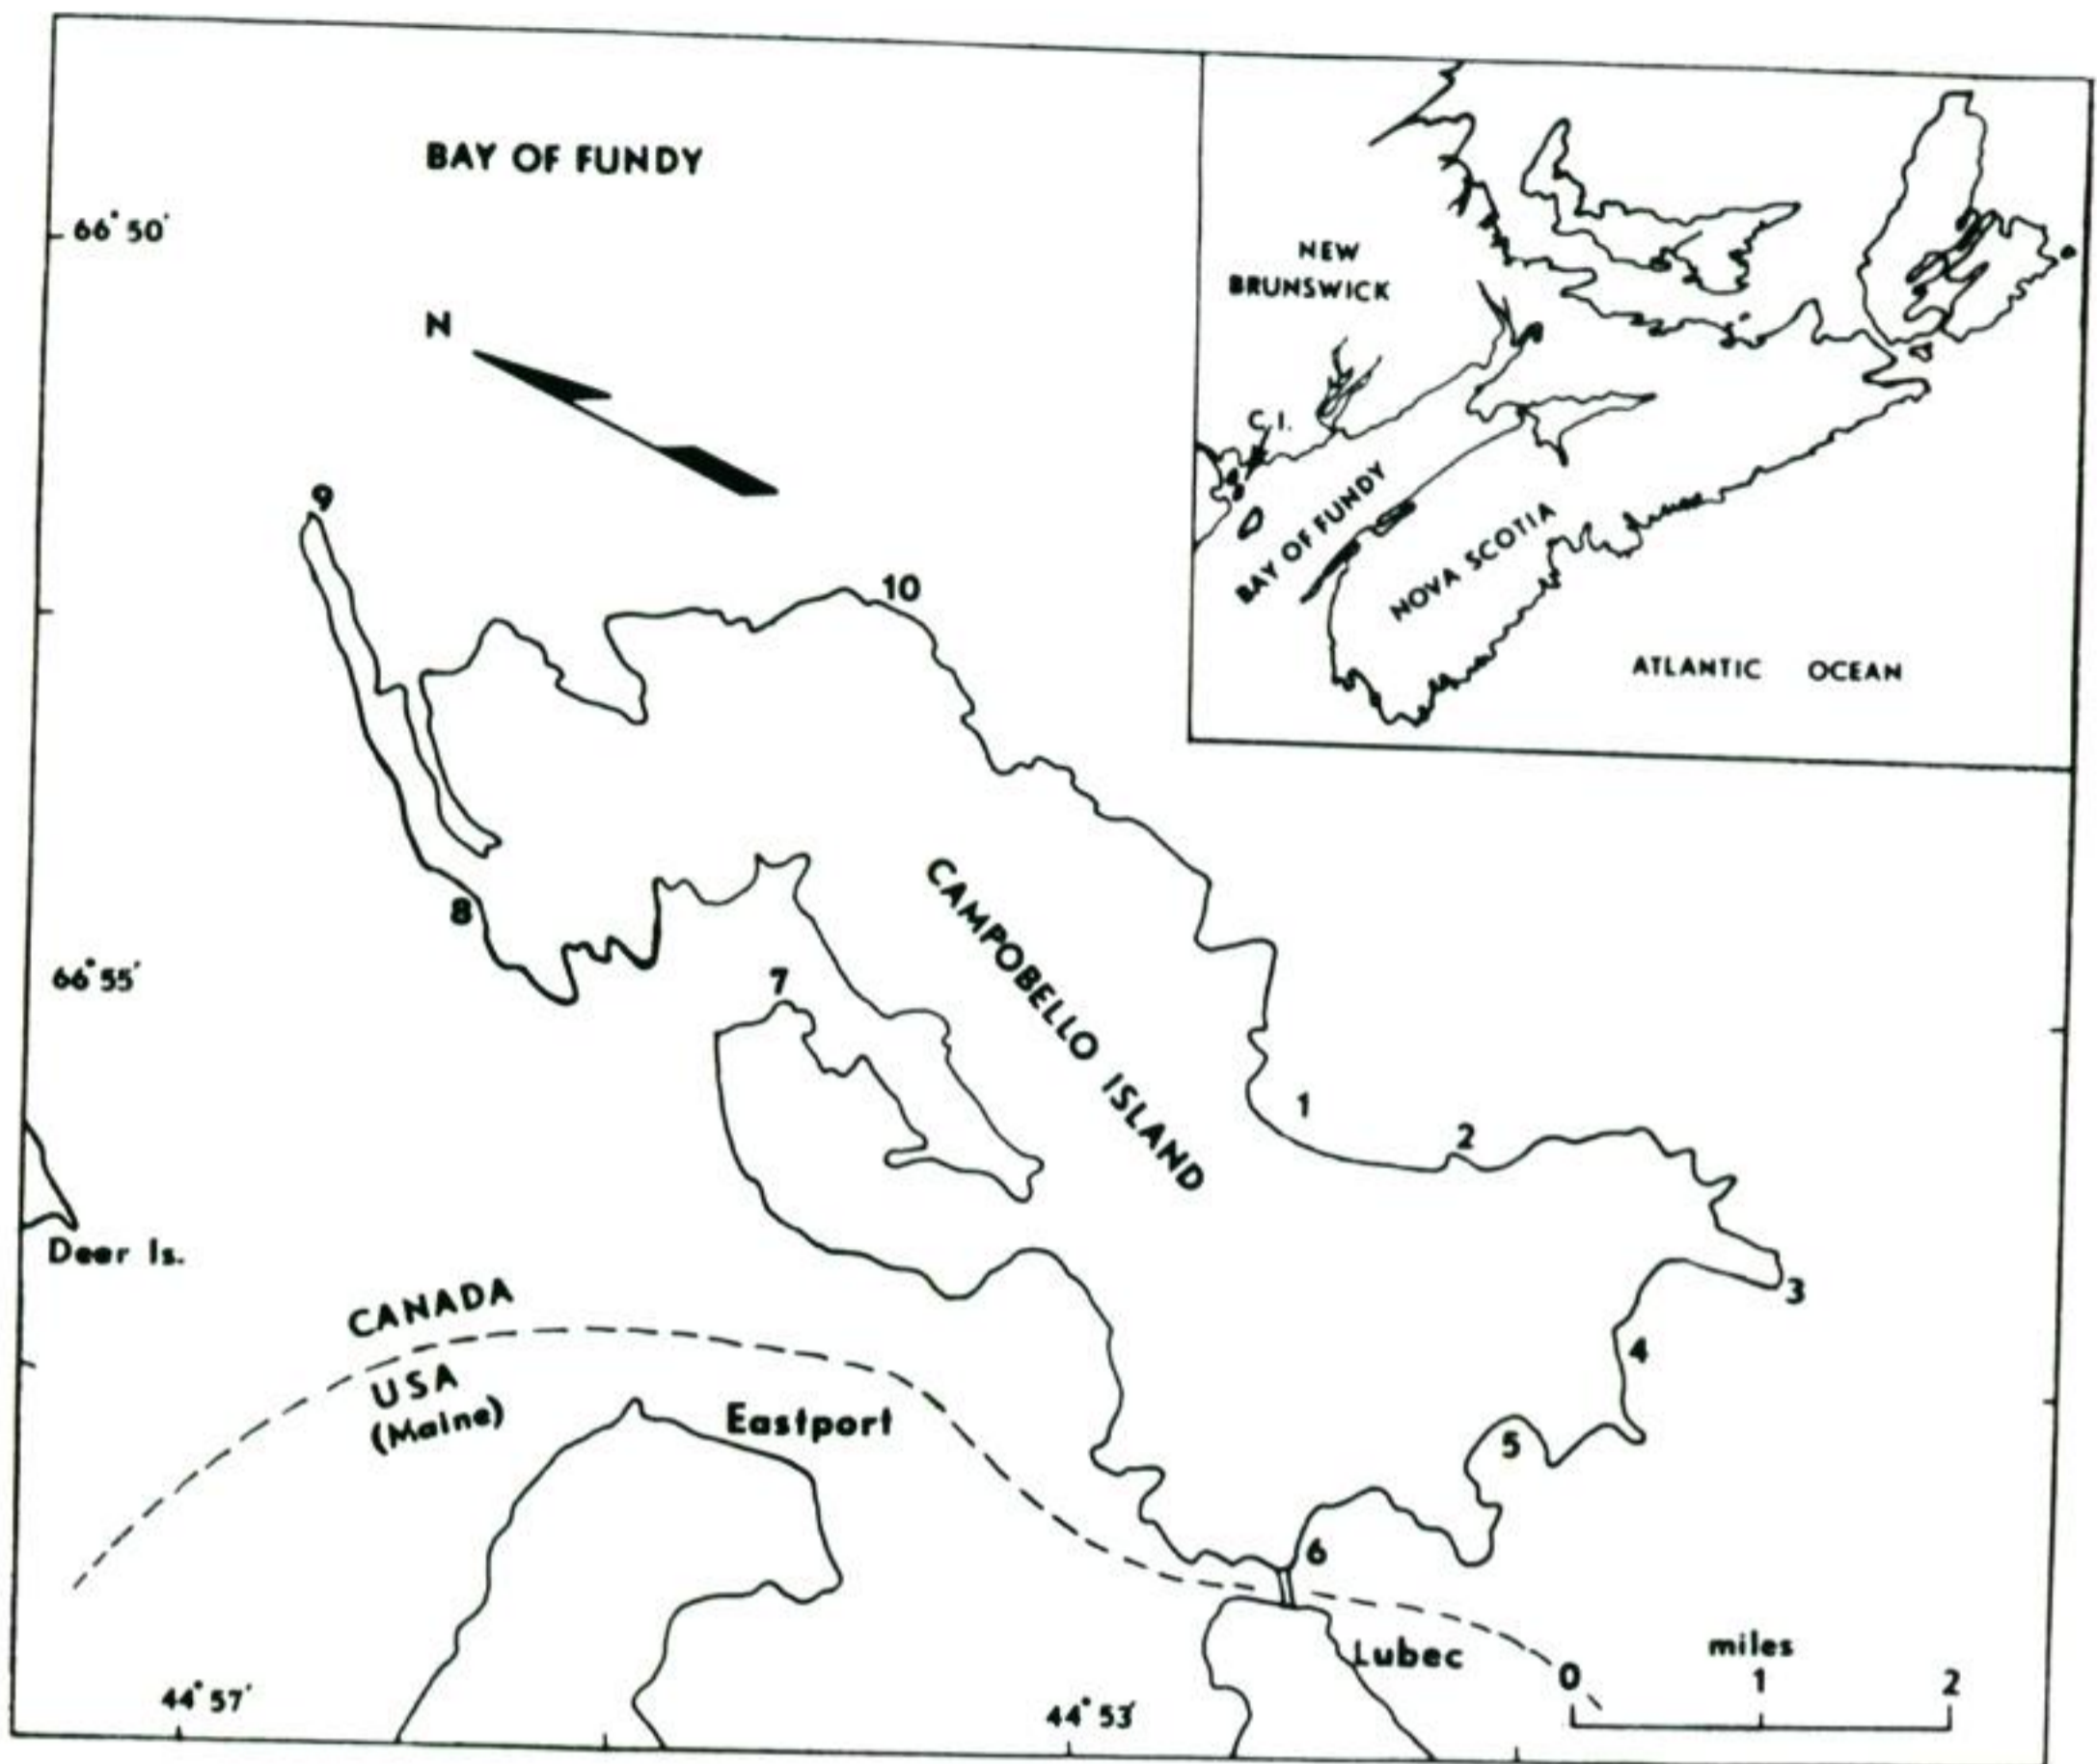 BAY OF FUNDY
66° 50'
N
NEW
BRUNSWICK
C.I.
BAY OF FUNDY
NOVA SCOTIA
ATLANTIC OCEAN
9
10
8
CAMPOBELLO ISLAND
66° 55'
7
1
2
Deer Is.
3
CANADA
4
USA
(Maine)
Eastport
5
6
Lubec
miles
0 1 2
44° 57'
44° 53'